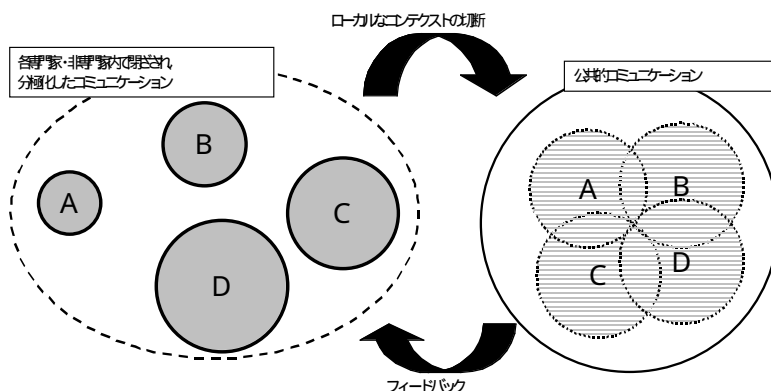 ローカルなコンテクストの切断
各専門家・非専門家内で閉ざされ
分極化したコミュニケーション
公共的コミュニケーション
B
A
C
D
A
B
C
D
フィードバック